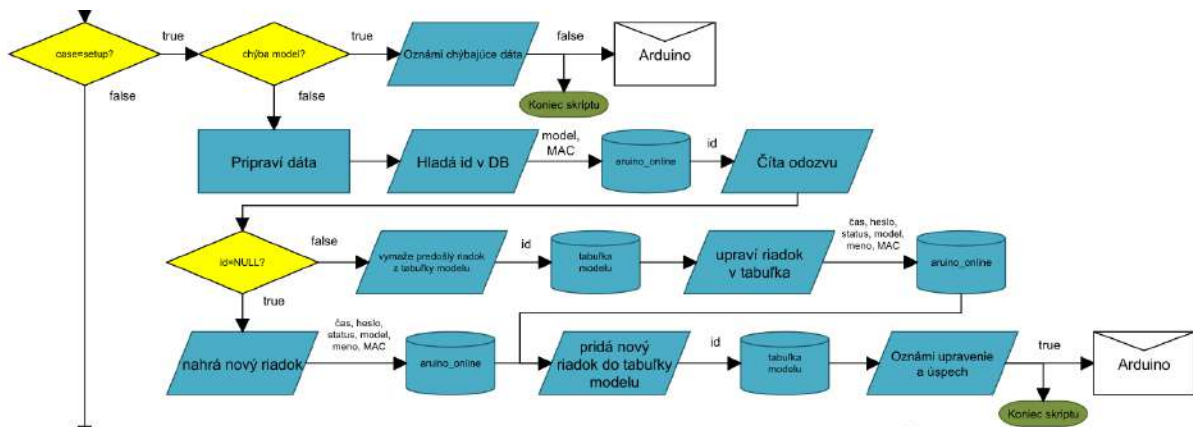 case=setup?
true
chýba model?
true
Oznámi chýbajúce dáta
false
Arduino
false
false
Koniec skriptu
Pripraví dáta
Hladá id v DB
model,
MAC
aruino_online
id
Číta odozvu
id=NULL?
false
vymaže predošlý riadok
z tabuľky modelu
id
tabuľka
modelu
upraví riadok
v tabuľka
čas, heslo,
status, model,
meno, MAC
aruino_online
true
nahrá nový riadok
čas, heslo,
status, model,
meno, MAC
aruino_online
pridá nový
riadok do tabuľky
modelu
id
tabuľka
modelu
Oznámi upravenie
a úspech
true
Arduino
Koniec skriptu